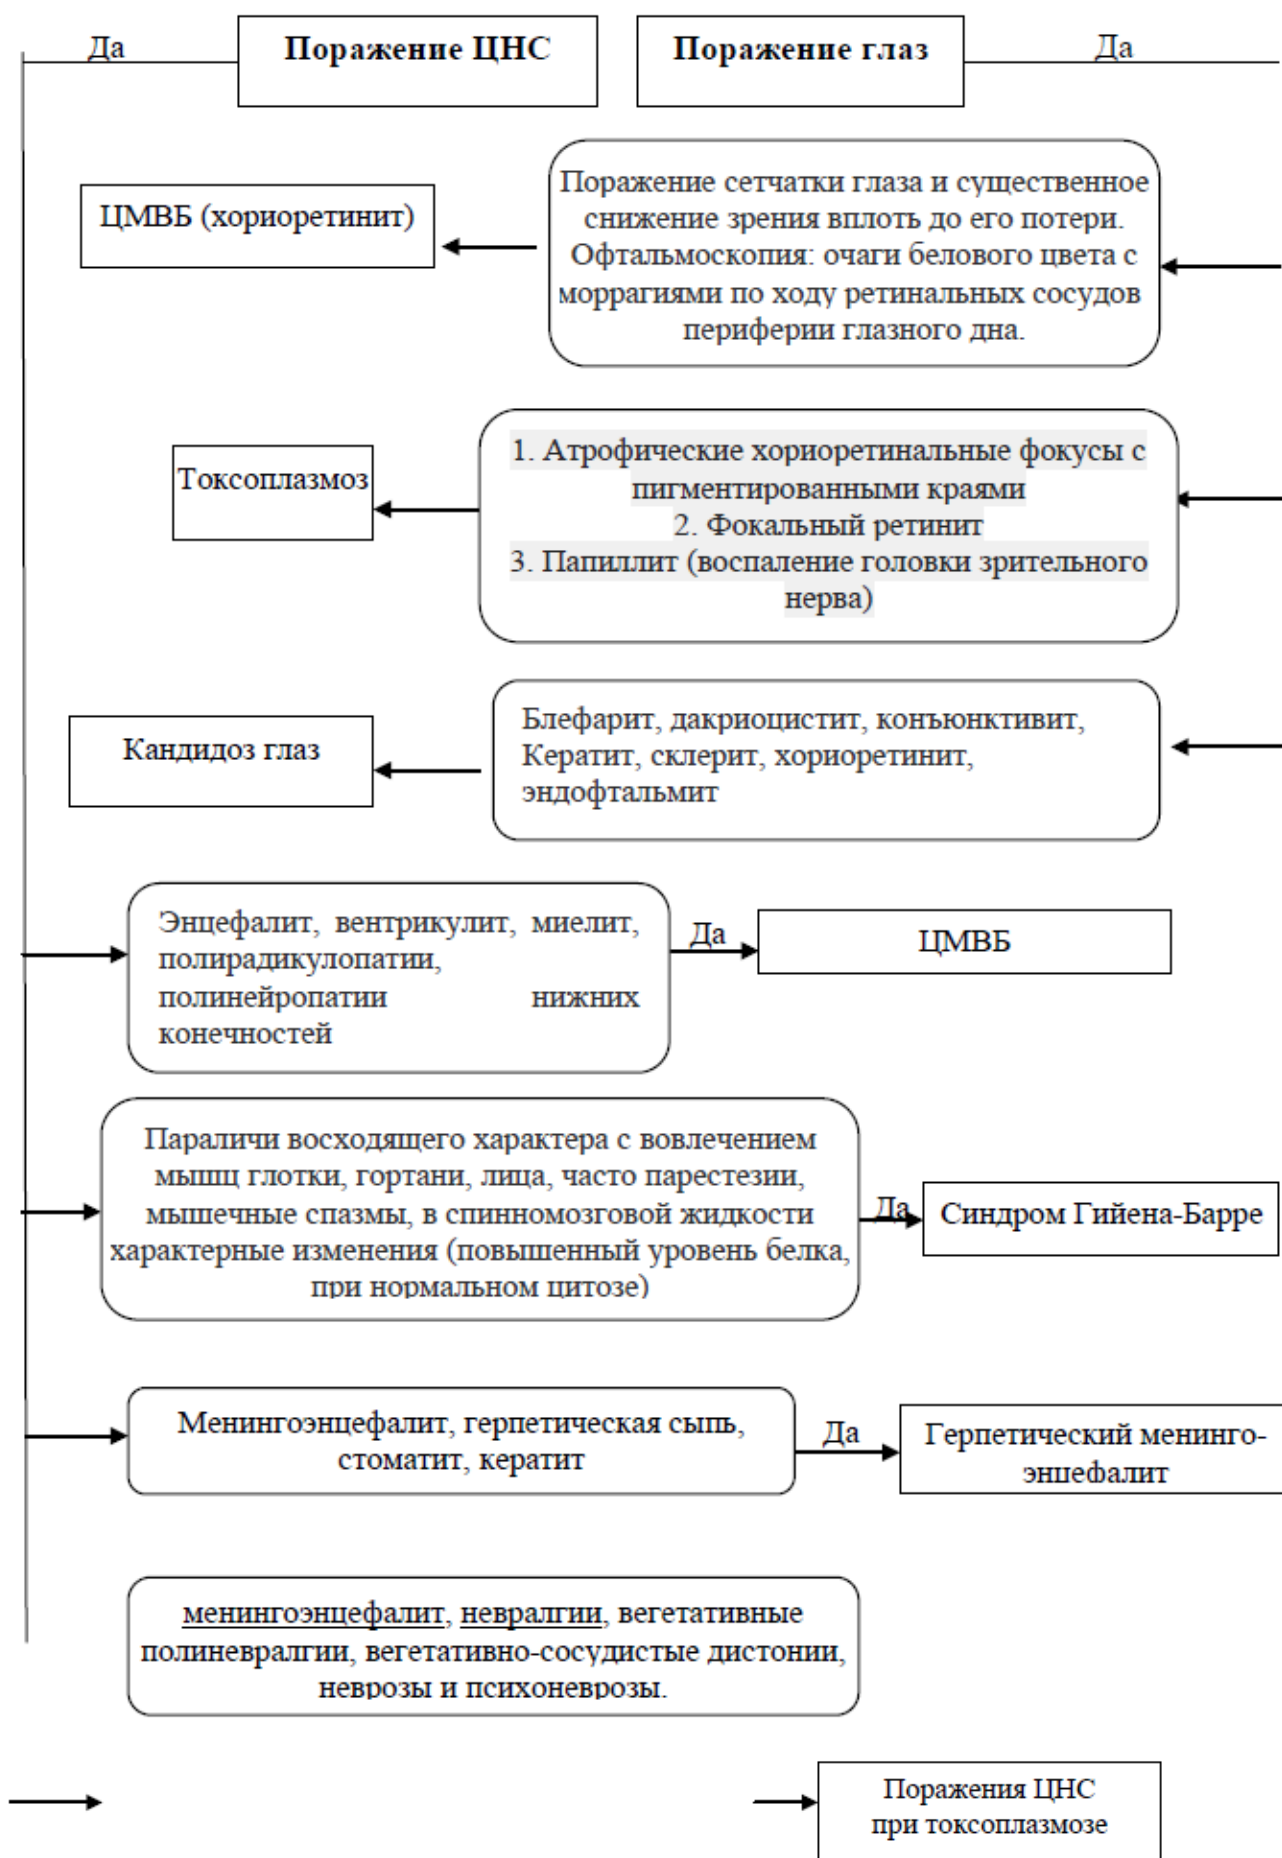 Да
Поражение ЦНС
Поражение глаз
Да
Поражение сетчатки глаза и существенное
снижение зрения вплоть до его потери.
Офтальмоскопия: очаги белового цвета с
моррагиями по ходу ретинальных сосудов
периферии глазного дна.
ЦМВБ (хориоретинит)
1. Атрофические хориоретинальные фокусы с
пигментированными краями
2. Фокальный ретинит
3. Папиллит (воспаление головки зрительного
нерва)
Токсоплазмоз
Блефарит, дакриоцистит, конъюнктивит,
Кератит, склерит, хориоретинит,
эндофтальмит
Кандидоз глаз
Энцефалит, вентрикулит, миелит,
полирадикулопатии,
полинейропатии нижних
конечностей
Да
ЦМВБ
Параличи восходящего характера с вовлечением
мышц глотки, гортани, лица, часто парестезии,
мышечные спазмы, в спинномозговой жидкости
характерные изменения (повышенный уровень белка,
при нормальном цитозе)
Да
Синдром Гийена-Барре
Менингоэнцефалит, герпетическая сыпь,
стоматит, кератит
Да
Герпетический менинго-
энцефалит
менингоэнцефалит, невралгии, вегетативные
полиневралгии, вегетативно-сосудистые дистонии,
неврозы и психоневрозы.
Поражения ЦНС
при токсоплазмозе